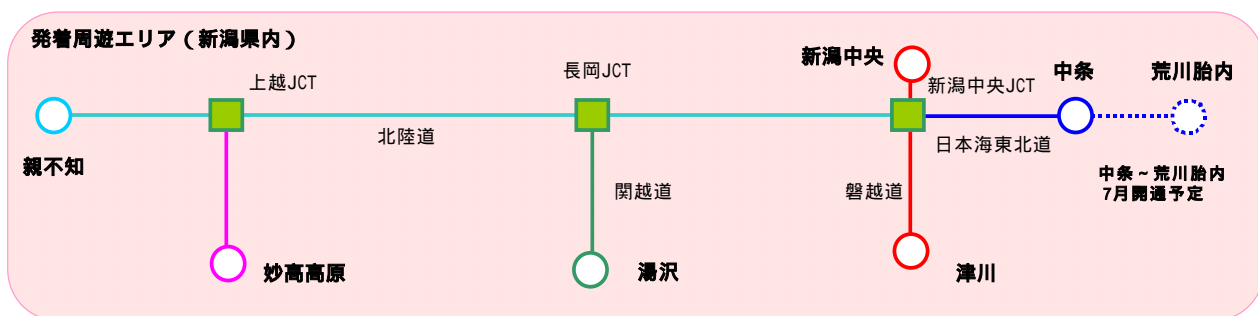 発着周遊エリア(新潟県内)
新潟中央
上越JCT
長岡JCT
新潟中央JCT
中条
荒川胎内
北陸道
日本海東北道
親不知
関越道
磐越道
中条~荒川胎内
7月開通予定
妙高高原
湯沢
津川